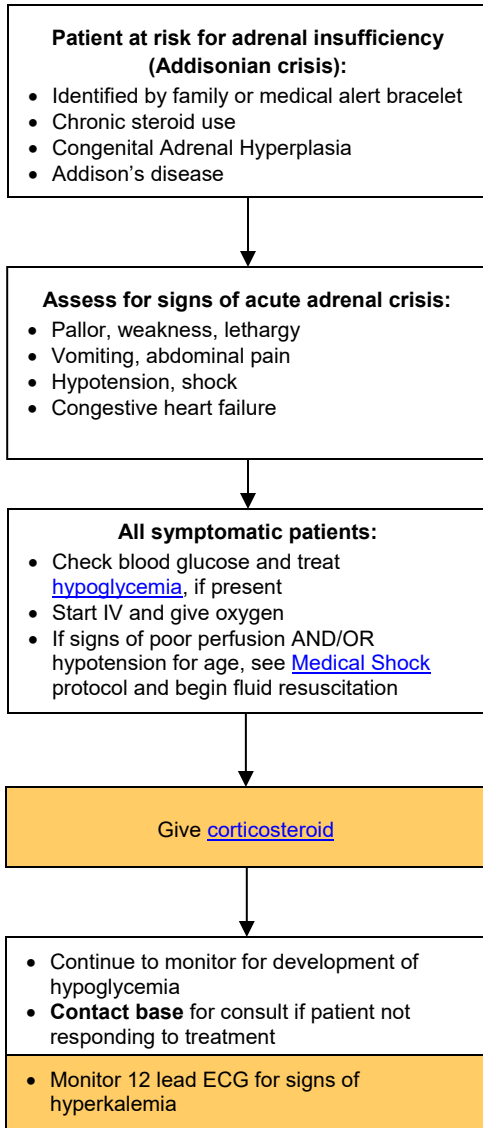 Patient at risk for adrenal insufficiency
(Addisonian crisis):
• Identified by family or medical alert bracelet
• Chronic steroid use
• Congenital Adrenal Hyperplasia
• Addison’s disease
Assess for signs of acute adrenal crisis:
• Pallor, weakness, lethargy
• Vomiting, abdominal pain
• Hypotension, shock
• Congestive heart failure
All symptomatic patients:
• Check blood glucose and treat
hypoglycemia, if present
• Start IV and give oxygen
• If signs of poor perfusion AND/OR
hypotension for age, see Medical Shock
protocol and begin fluid resuscitation
Give corticosteroid
• Continue to monitor for development of
hypoglycemia
• Contact base for consult if patient not
responding to treatment
• Monitor 12 lead ECG for signs of
hyperkalemia